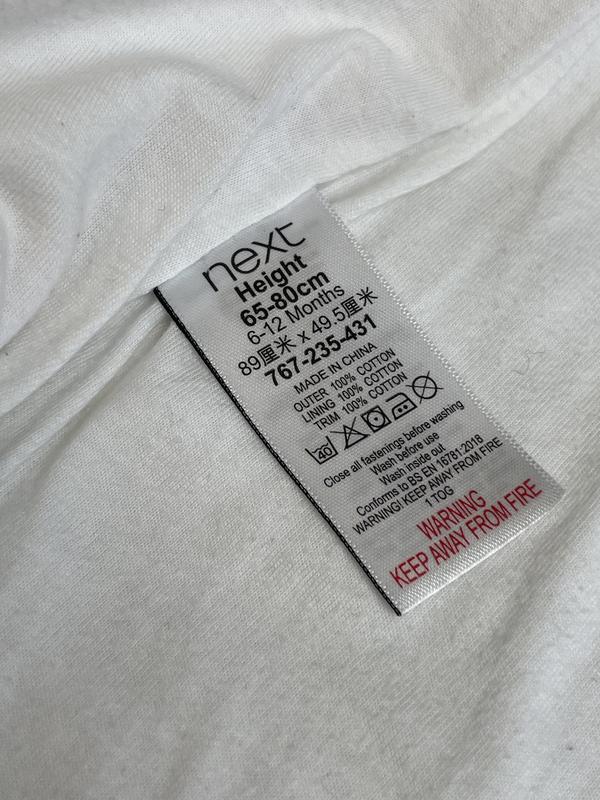 next
Height
65-80cm
6-12 Months
89厘米 x 49.5厘米
767-235-431
MADE IN CHINA
OUTER 100% COTTON
LINING 100% COTTON
TRIM 100% COTTON
40
Close all fastenings before washing
Wash before use
Wash inside out
Conforms to BS EN 16781:2018
WARNING! KEEP AWAY FROM FIRE
1 TOG
WARNING
KEEP AWAY FROM FIRE